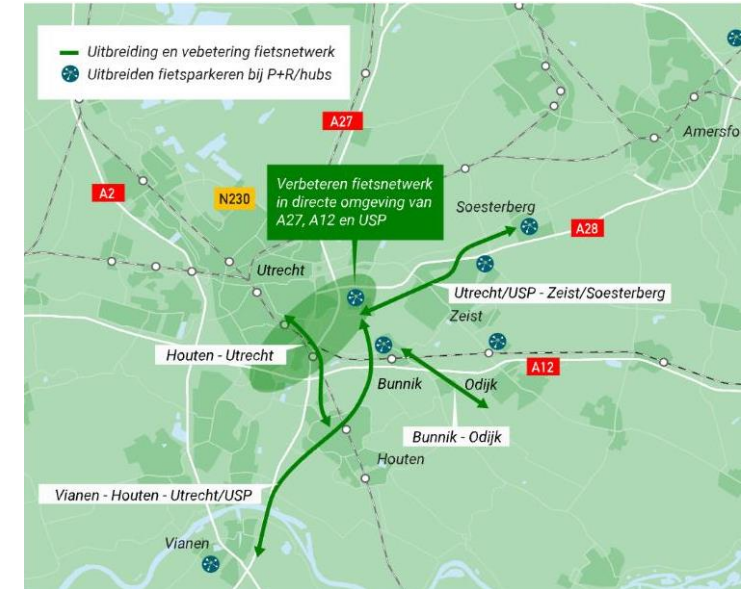 Uitbreiding en vebetering fietsnetwerk
Uitbreiden fietsparkeren bij P+R/hubs
A27
Amersfo
A2
N230
Verbeteren fietsnetwerk
in directe omgeving van
A27, A12 en USP
Soesterberg
A28
Utrecht
Utrecht/USP - Zeist/Soesterberg
Zeist
Houten - Utrecht
A12
Bunnik
Odijk
Bunnik - Odijk
Houten
Vianen - Houten - Utrecht/USP
Vianen